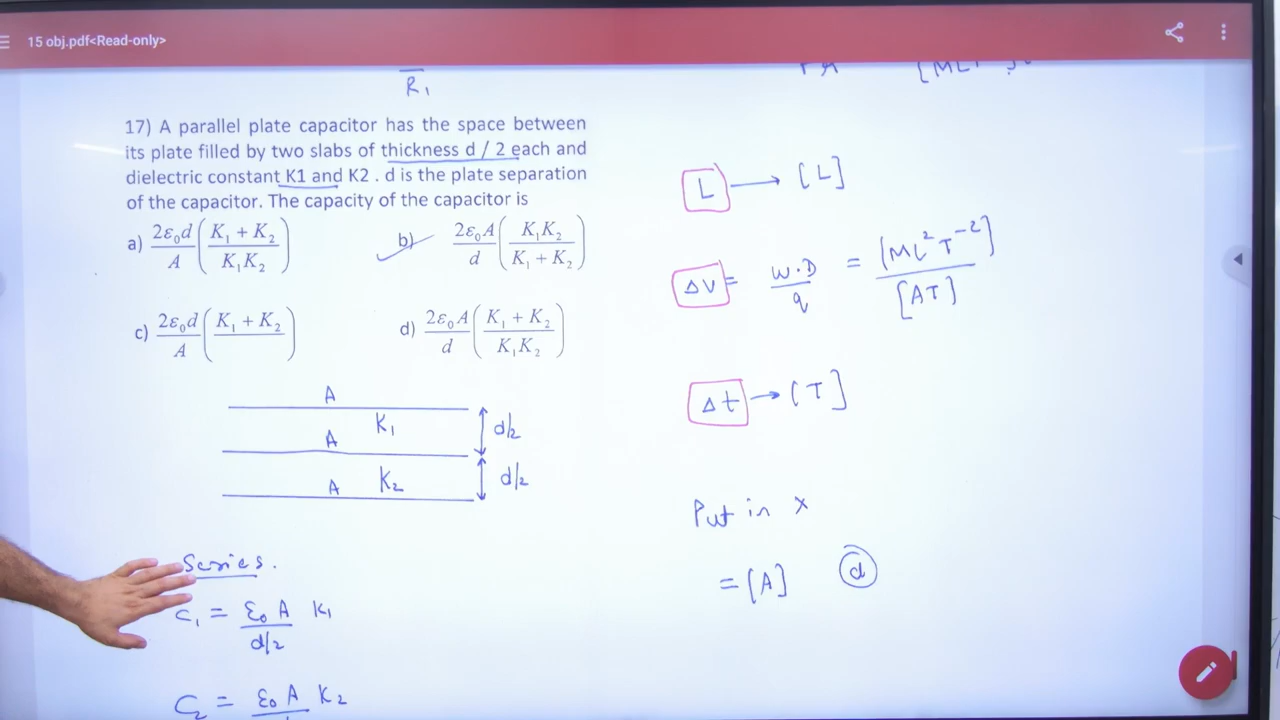 15 obj.pdf<Read-only>
R₁
17) A parallel plate capacitor has the space between
its plate filled by two slabs of thickness d / 2 each and
dielectric constant K1 and K2 . d is the plate separation
of the capacitor. The capacity of the capacitor is
a) 2ε₀d/A ( (K₁ + K₂)/(K₁K₂) ) b) 2ε₀A/d ( (K₁K₂)/(K₁ + K₂) )
c) 2ε₀d/A ( K₁ + K₂ ) d) 2ε₀A/d ( (K₁ + K₂)/(K₁K₂) )
A
K₁ d/2
A
K₂ d/2
A
Series.
C₁ = ε₀ A / d/2 K₁
C₂ = ε₀ A K₂
L → [L]
ΔV = W.D / q = [ML²T⁻²] / [AT]
Δt → [T]
Put in x
= [A] d